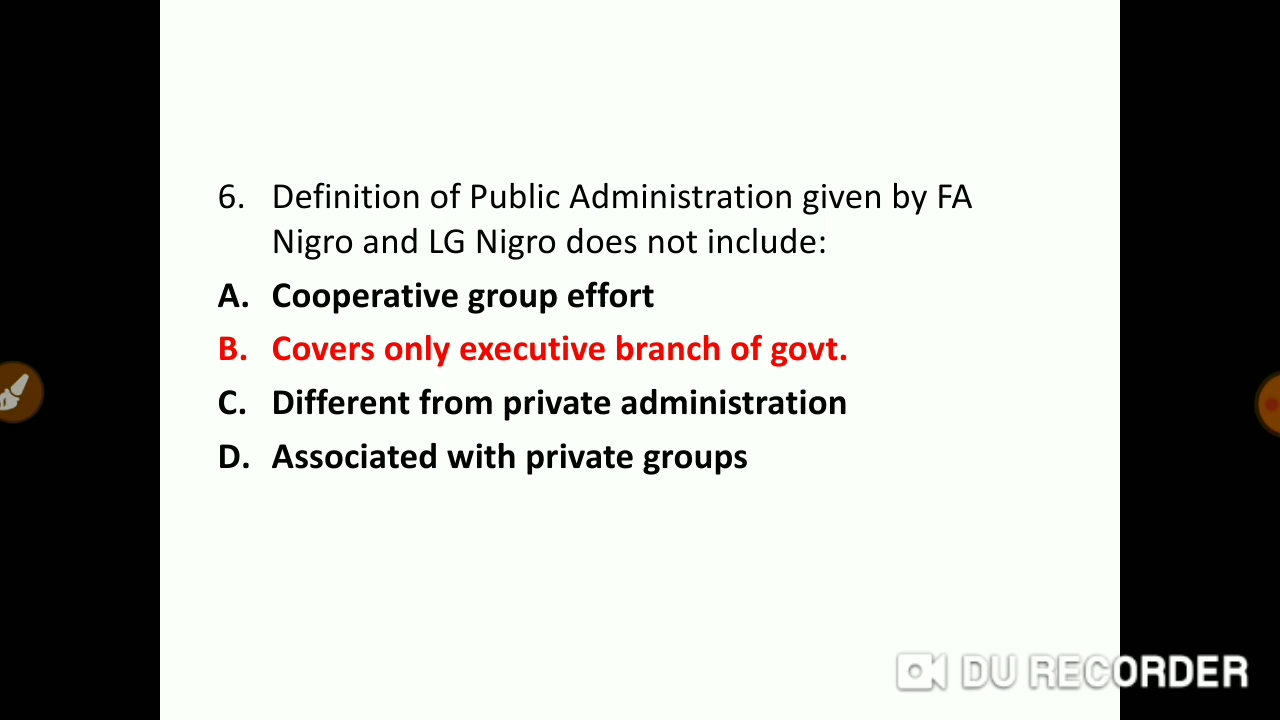 6. Definition of Public Administration given by FA
Nigro and LG Nigro does not include:
A. Cooperative group effort
B. Covers only executive branch of govt.
C. Different from private administration
D. Associated with private groups
DU RECORDER